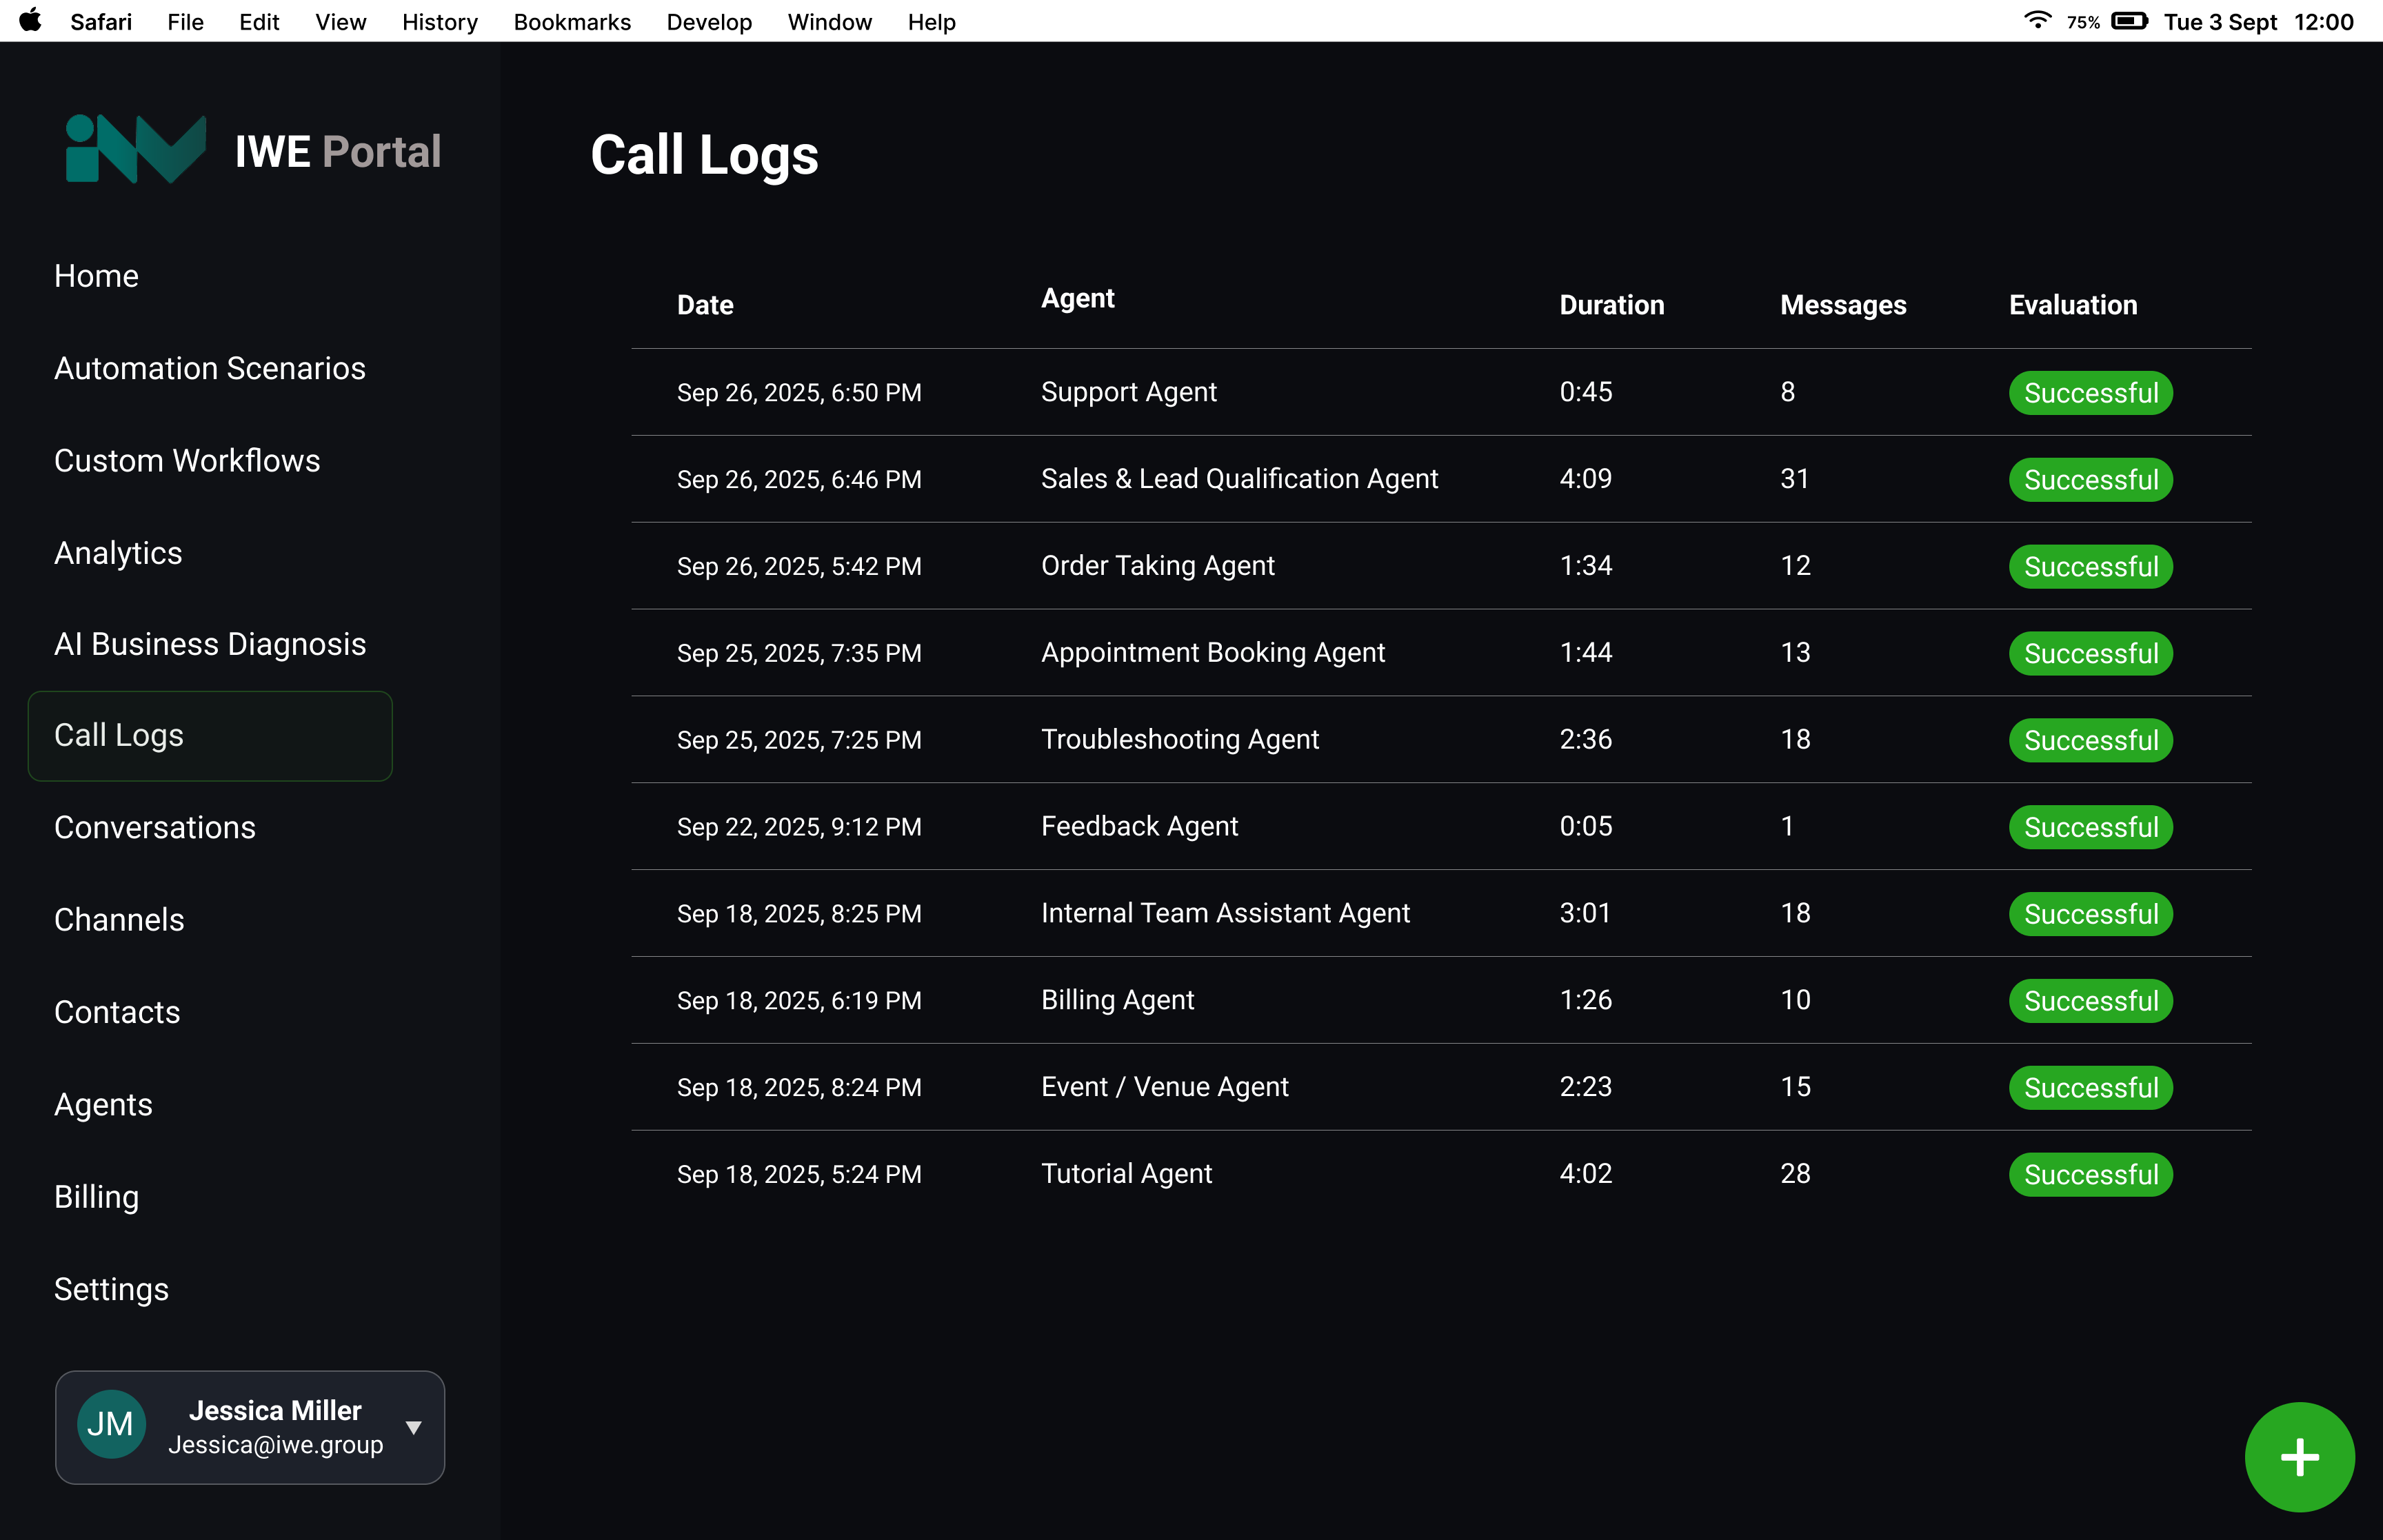 Safari File Edit View History Bookmarks Develop Window Help 75% Tue 3 Sept 12:00
IWE Portal
Home
Automation Scenarios
Custom Workflows
Analytics
AI Business Diagnosis
Call Logs
Conversations
Channels
Contacts
Agents
Billing
Settings
JM
Jessica Miller
Jessica@iwe.group
Call Logs
Date Agent Duration Messages Evaluation
Sep 26, 2025, 6:50 PM Support Agent 0:45 8 Successful
Sep 26, 2025, 6:46 PM Sales & Lead Qualification Agent 4:09 31 Successful
Sep 26, 2025, 5:42 PM Order Taking Agent 1:34 12 Successful
Sep 25, 2025, 7:35 PM Appointment Booking Agent 1:44 13 Successful
Sep 25, 2025, 7:25 PM Troubleshooting Agent 2:36 18 Successful
Sep 22, 2025, 9:12 PM Feedback Agent 0:05 1 Successful
Sep 18, 2025, 8:25 PM Internal Team Assistant Agent 3:01 18 Successful
Sep 18, 2025, 6:19 PM Billing Agent 1:26 10 Successful
Sep 18, 2025, 8:24 PM Event / Venue Agent 2:23 15 Successful
Sep 18, 2025, 5:24 PM Tutorial Agent 4:02 28 Successful
+